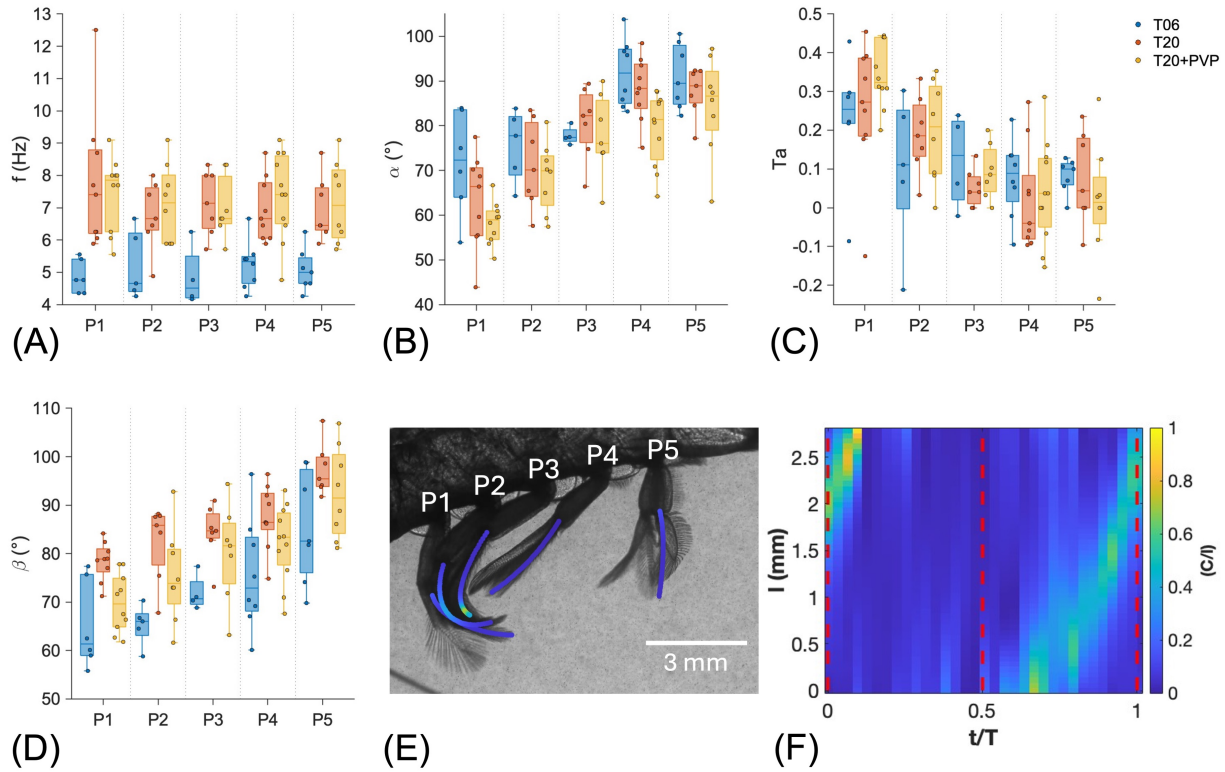 13
12
11
10
9
8
7
6
5
4
f (Hz)
P1 P2 P3 P4 P5
(A)
100
90
80
70
60
50
40
α (°)
P1 P2 P3 P4 P5
(B)
0.5
0.4
0.3
0.2
0.1
0
-0.1
-0.2
Ta
P1 P2 P3 P4 P5
(C)
T06
T20
T20+PVP
110
100
90
80
70
60
50
β (°)
P1 P2 P3 P4 P5
(D)
P1 P2 P3 P4 P5
3 mm
(E)
2.5
2
1.5
1
0.5
0
l (mm)
0 0.5 1
t/T
1
0.8
0.6
0.4
0.2
0
(C/l)
(F)